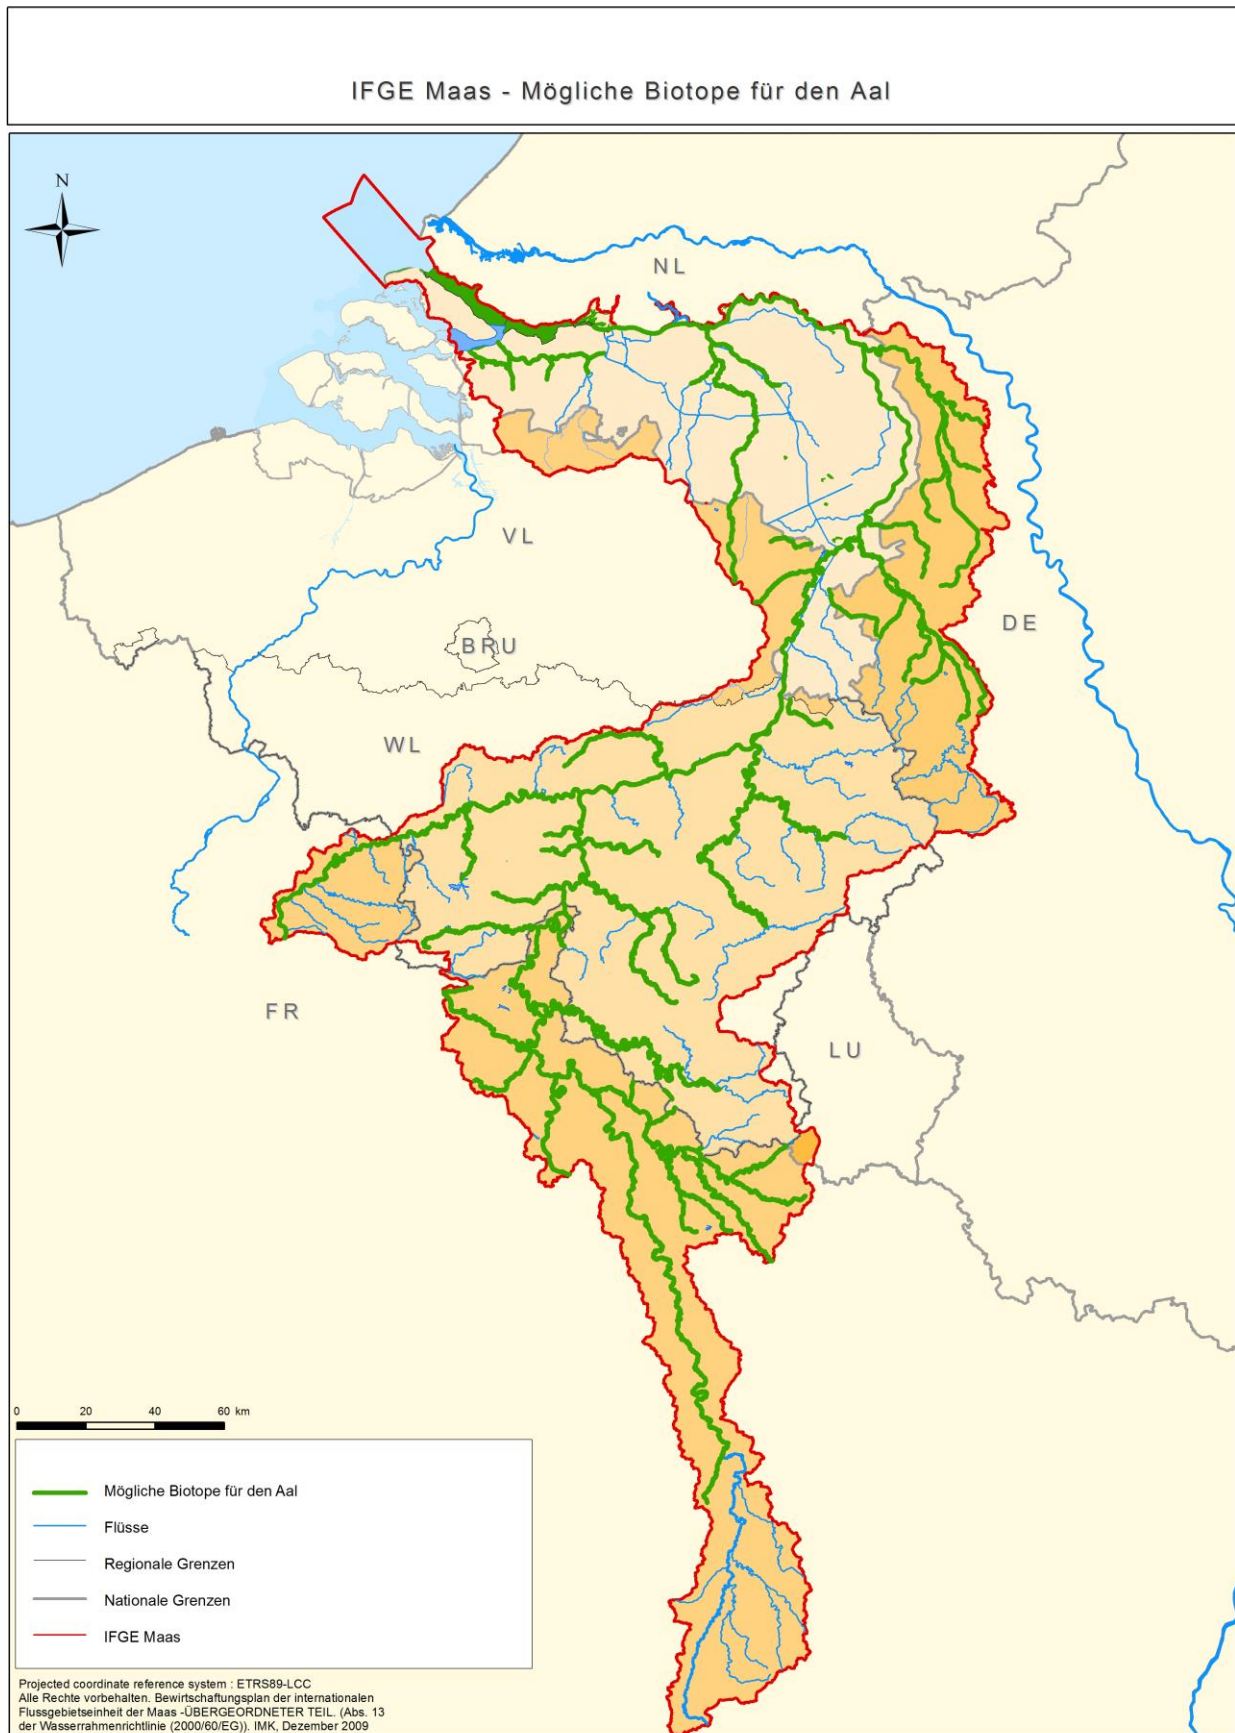 IFGE Maas - Mögliche Biotope für den Aal
N
NL
VL
BRU
DE
WL
FR
LU
0 20 40 60 km
Mögliche Biotope für den Aal
Flüsse
Regionale Grenzen
Nationale Grenzen
IFGE Maas
Projected coordinate reference system : ETRS89-LCC
Alle Rechte vorbehalten. Bewirtschaftungsplan der internationalen
Flussgebietseinheit der Maas -ÜBERGEORDNETER TEIL. (Abs. 13
der Wasserrahmenrichtlinie (2000/60/EG)). IMK, Dezember 2009